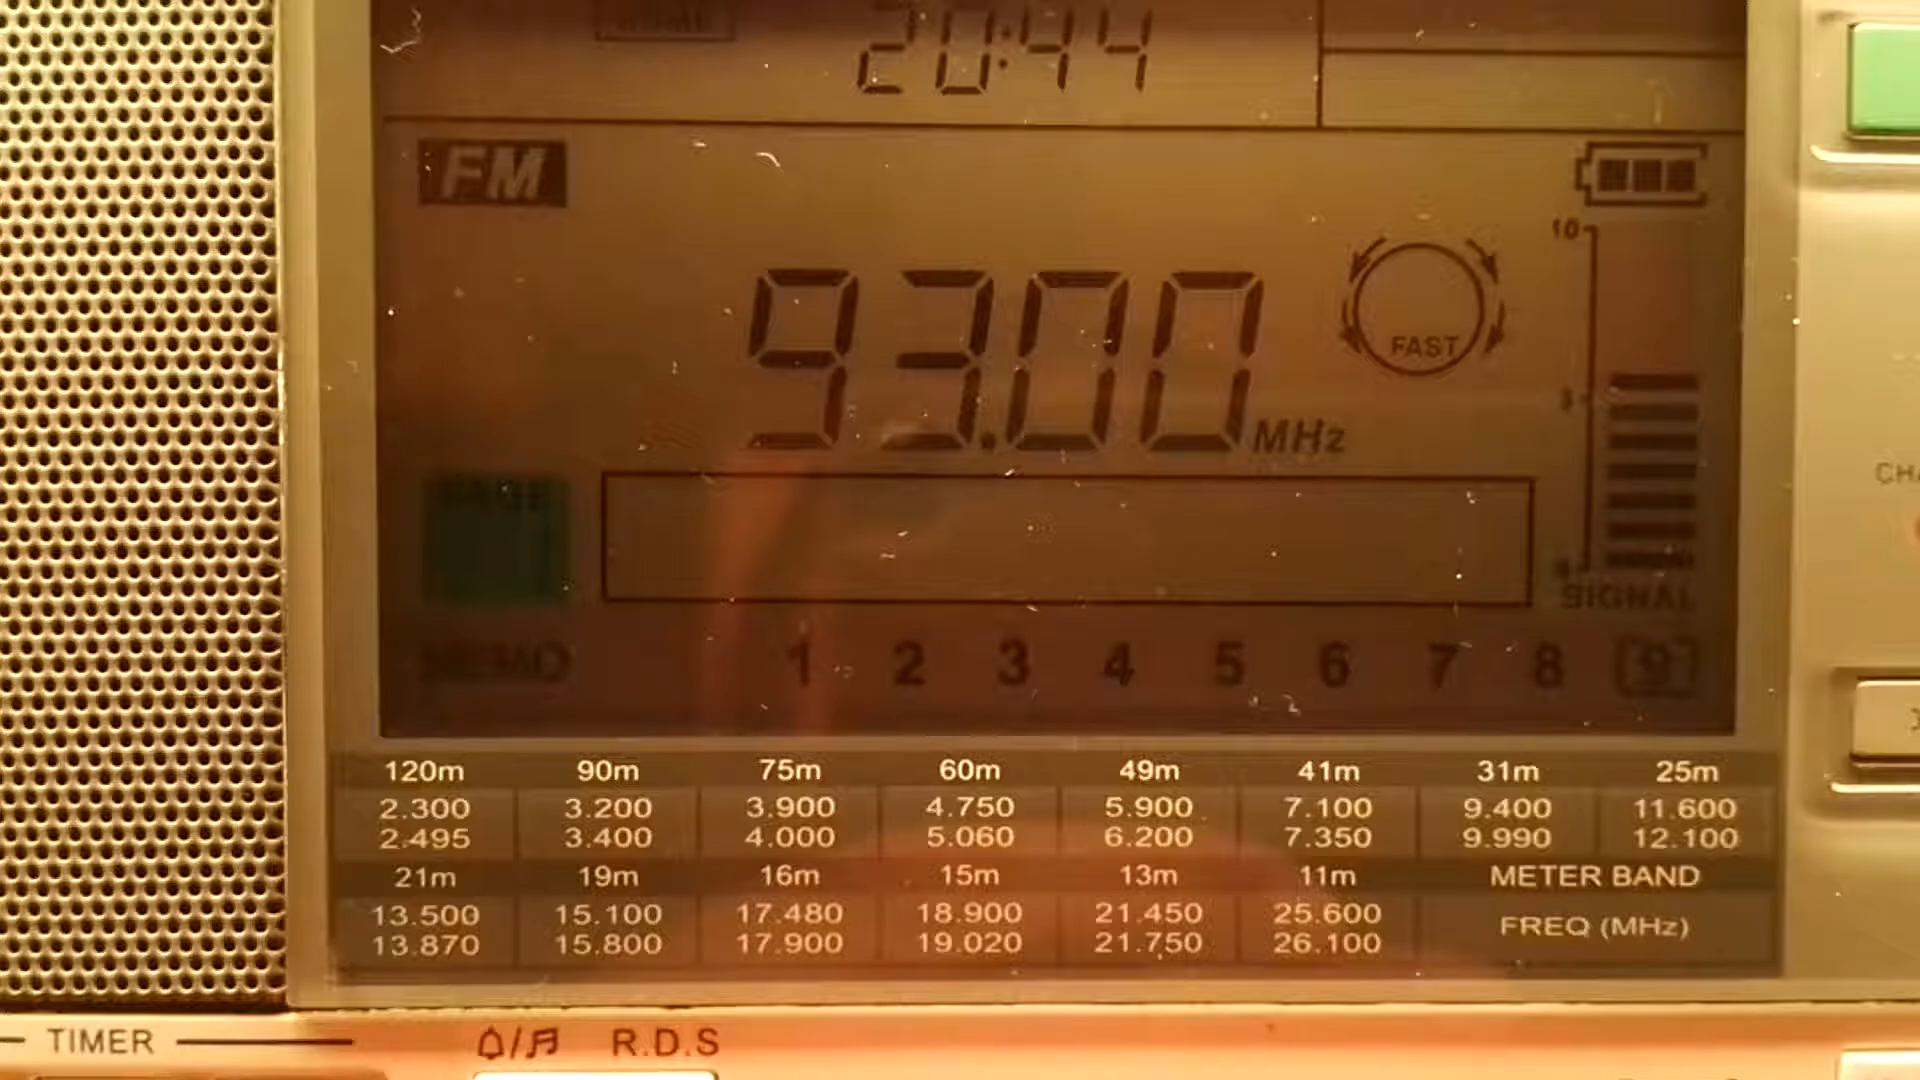 20:44
FM
10
93.00 MHz
FAST
5
SIGNAL
MEMO 1 2 3 4 5 6 7 8 9
120m 90m 75m 60m 49m 41m 31m 25m
2.300 3.200 3.900 4.750 5.900 7.100 9.400 11.600
2.495 3.400 4.000 5.060 6.200 7.350 9.990 12.100
21m 19m 16m 15m 13m 11m METER BAND
13.500 15.100 17.480 18.900 21.450 25.600 FREQ (MHz)
13.870 15.800 17.900 19.020 21.750 26.100
TIMER R.D.S